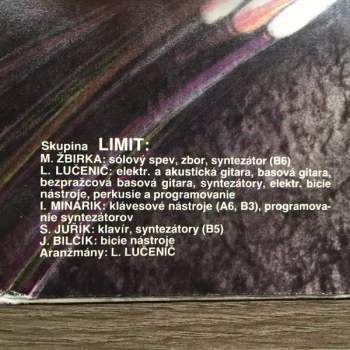 Skupina LIMIT:
M. ŽBIRKA: sólový spev, zbor, syntezátor (B6)
L. LUČENIČ: elektr. a akustická gitara, basová gitara,
bezpražcová basová gitara, syntezátory, elektr. bicie
nástroje, perkusie a programovanie
I. MINÁRIK: klávesové nástroje (A6, B3), programova-
nie syntezátorov
S. JURÍK: klavír, syntezátory (B5)
J. BILČÍK: bicie nástroje
Aranžmány: L. LUČENIČ